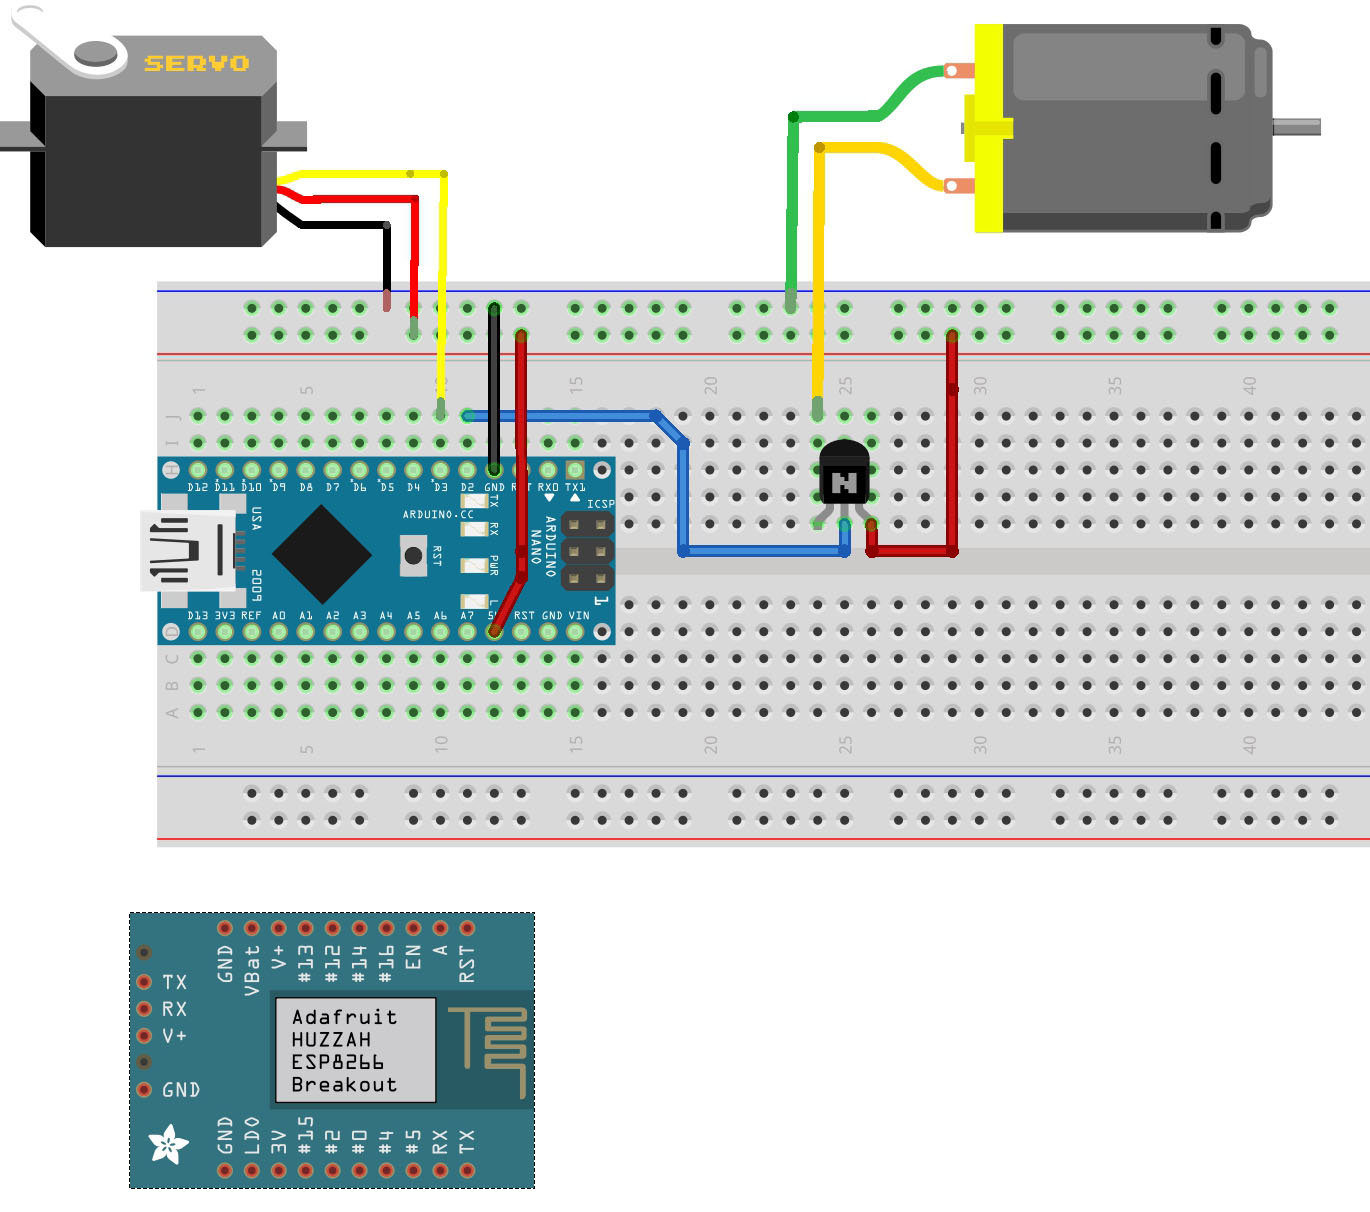 SERVO
1 5 10 15 20 25 30 35 40
J
I
H
D12 D11 D10 D9 D8 D7 D6 D5 D4 D3 D2 GND RST RX0 TX1
N
TX
RX
PWR
L
ARDUINO.CC
RST
ICSP
ARDUINO
NANO
USA
2009
1
D13 3V3 REF A0 A1 A2 A3 A4 A5 A6 A7 5V RST GND VIN
D
C
B
A
1 5 10 15 20 25 30 35 40
GND VBat V+ #13 #12 #14 #16 EN A RST
TX
RX
V+
GND
Adafruit
HUZZAH
ESP8266
Breakout
GND LDO 3V #15 #2 #0 #4 #5 RX TX